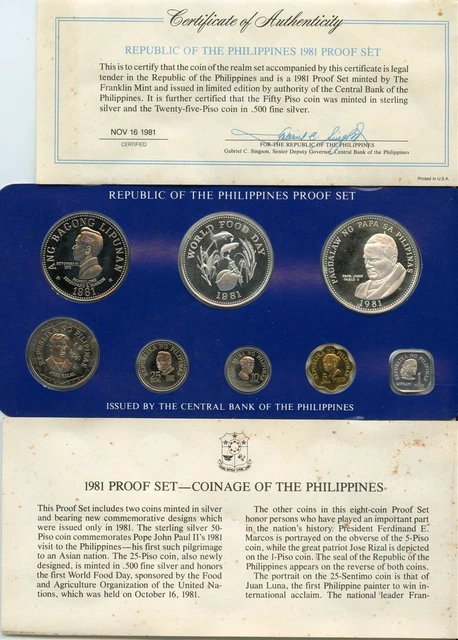 Certificate of Authenticity
REPUBLIC OF THE PHILIPPINES 1981 PROOF SET
This is to certify that the coin of the realm set accompanied by this certificate is legal
tender in the Republic of the Philippines and is a 1981 Proof Set minted by The
Franklin Mint and issued in limited edition by authority of the Central Bank of the
Philippines. It is further certified that the Fifty Piso coin was minted in sterling
silver and the Twenty-five-Piso coin in .500 fine silver.
NOV 16 1981
CERTIFIED
FOR THE REPUBLIC OF THE PHILIPPINES
Gabriel C. Singson, Senior Deputy Governor, Central Bank of the Philippines
Printed in U.S.A.
REPUBLIC OF THE PHILIPPINES PROOF SET
ANG BAGONG LIPUNAN
1981
WORLD FOOD DAY
1981
PAGDALAW NG PAPA SA PILIPINAS
1981
ISSUED BY THE CENTRAL BANK OF THE PHILIPPINES
1981 PROOF SET—COINAGE OF THE PHILIPPINES
This Proof Set includes two coins minted in silver
and bearing new commemorative designs which
were issued only in 1981. The sterling silver 50-
Piso coin commemorates Pope John Paul II's 1981
visit to the Philippines—his first such pilgrimage
to an Asian nation. The 25-Piso coin, also newly
designed, is minted in .500 fine silver and honors
the first World Food Day, sponsored by the Food
and Agriculture Organization of the United Na-
tions, which was held on October 16, 1981.
The other coins in this eight-coin Proof Set
honor persons who have played an important part
in the nation's history. President Ferdinand E.
Marcos is portrayed on the obverse of the 5-Piso
coin, while the great patriot Jose Rizal is depicted
on the 1-Piso coin. The seal of the Republic of the
Philippines appears on the reverse of both coins.
The portrait on the 25-Sentimo coin is that of
Juan Luna, the first Philippine painter to win in-
ternational acclaim. The national leader Fran-